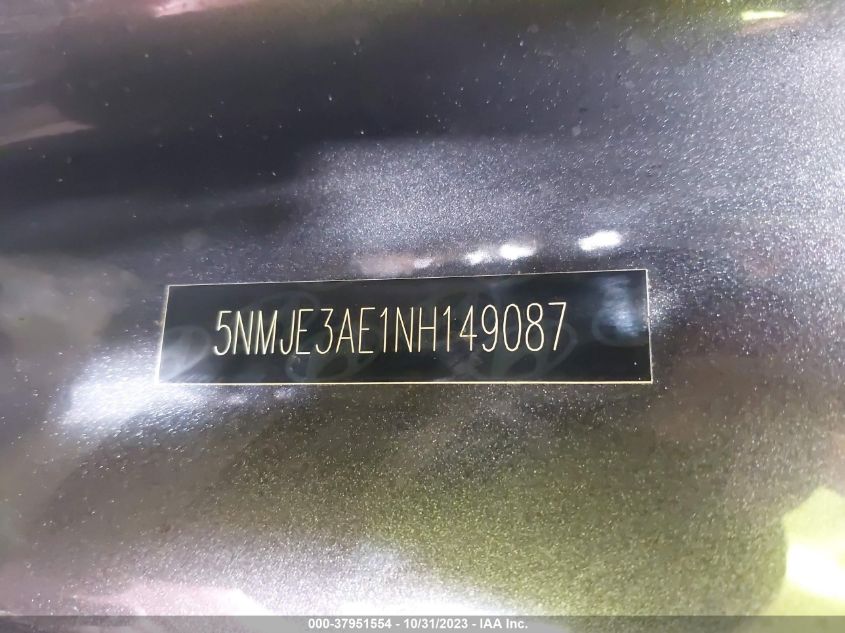 5NMJE3AE1NH149087
000-37951554 - 10/31/2023 - IAA Inc.